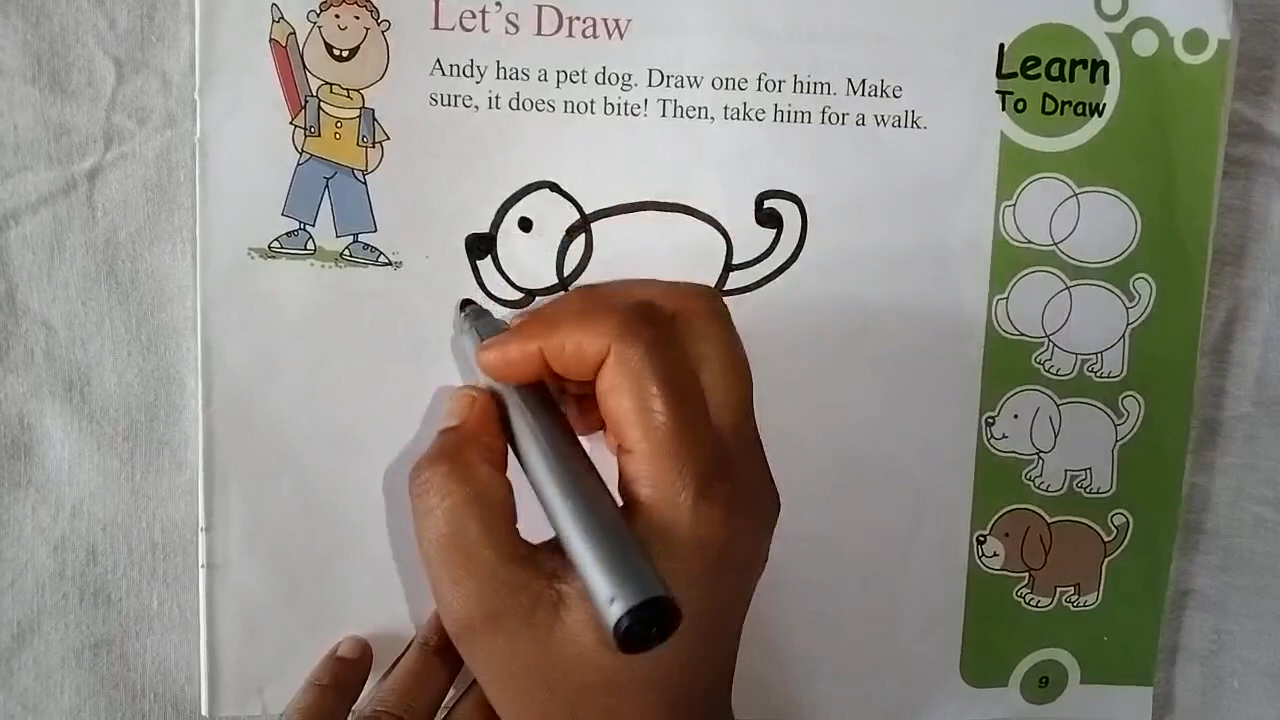 Let's Draw
Andy has a pet dog. Draw one for him. Make
sure, it does not bite! Then, take him for a walk.
Learn
To Draw
9